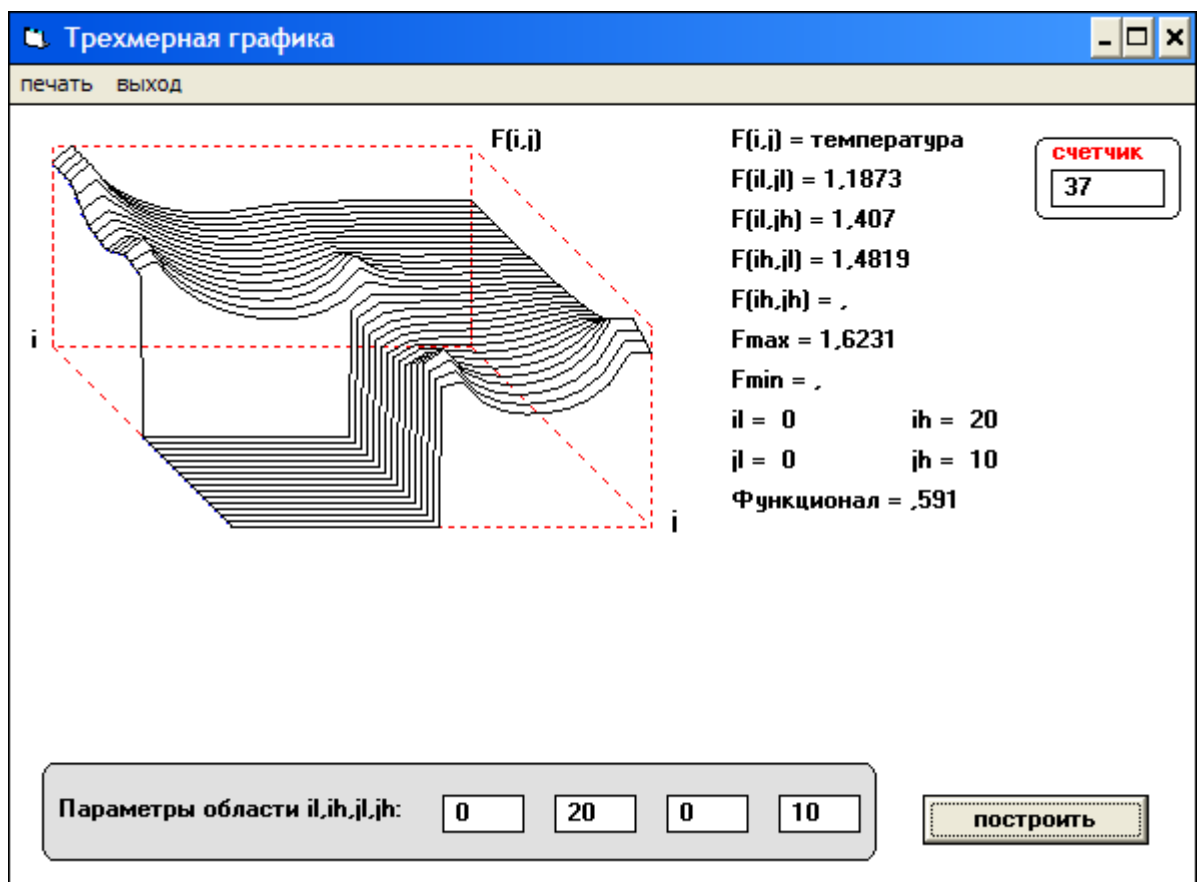 Трехмерная графика
печать выход
F(i,j)
i
j
F(i,j) = температура
F(il,jl) = 1,1873
F(il,jh) = 1,407
F(ih,jl) = 1,4819
F(ih,jh) = ,
Fmax = 1,6231
Fmin = ,
il = 0 ih = 20
jl = 0 jh = 10
Функционал = ,591
счетчик
37
Параметры области il,ih,jl,jh: 0 20 0 10
построить